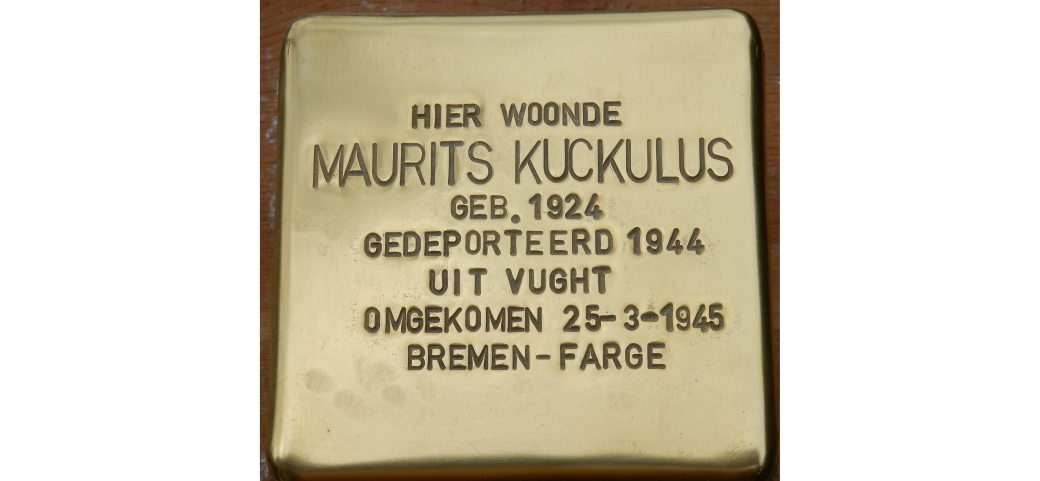 HIER WOONDE
MAURITS KUCKULUS
GEB. 1924
GEDEPORTEERD 1944
UIT VUGHT
OMGEKOMEN 25-3-1945
BREMEN-FARGE